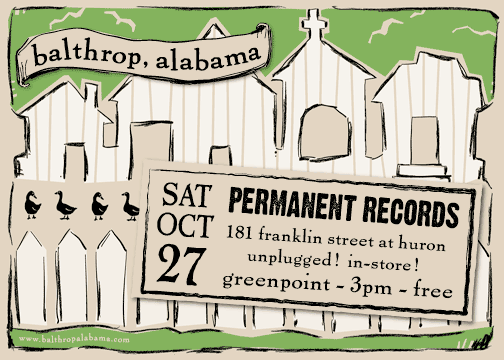 balthrop, alabama
SAT
OCT
27
PERMANENT RECORDS
181 franklin street at huron
unplugged! in-store!
greenpoint - 3pm - free
www.balthropalabama.com